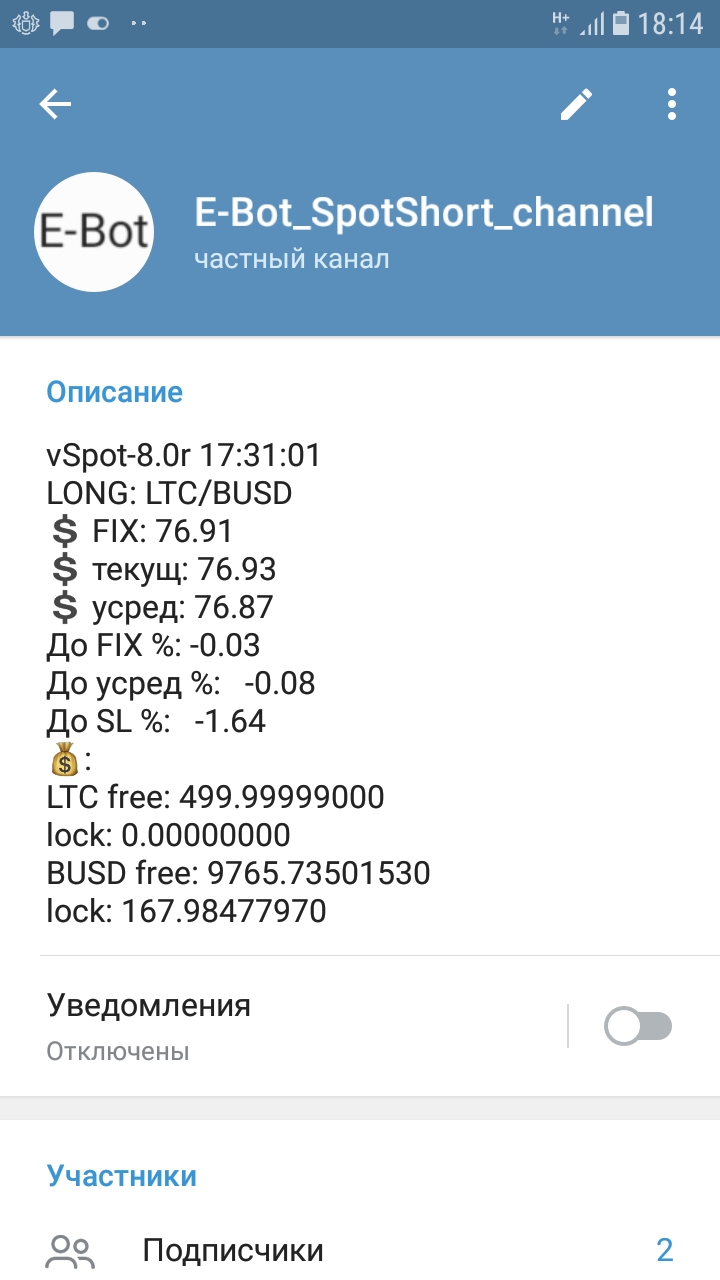 H+ 18:14
E-Bot
E-Bot_SpotShort_channel
частный канал
Описание
vSpot-8.0r 17:31:01
LONG: LTC/BUSD
💲 FIX: 76.91
💲 текущ: 76.93
💲 усред: 76.87
До FIX %: -0.03
До усред %:   -0.08
До SL %:   -1.64
💰:
LTC free: 499.99999000
lock: 0.00000000
BUSD free: 9765.73501530
lock: 167.98477970
Уведомления
Отключены
Участники
Подписчики 2